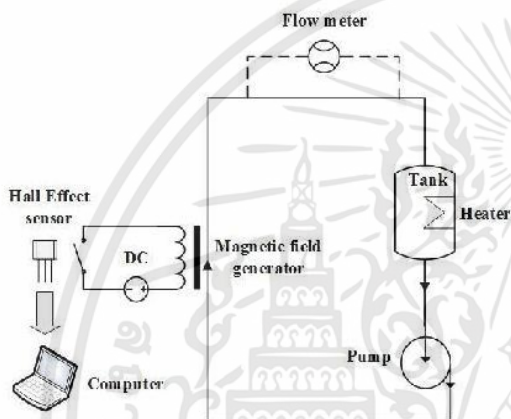 Flow meter
Tank
Heater
Hall Effect
sensor
DC
Magnetic field
generator
Pump
Computer